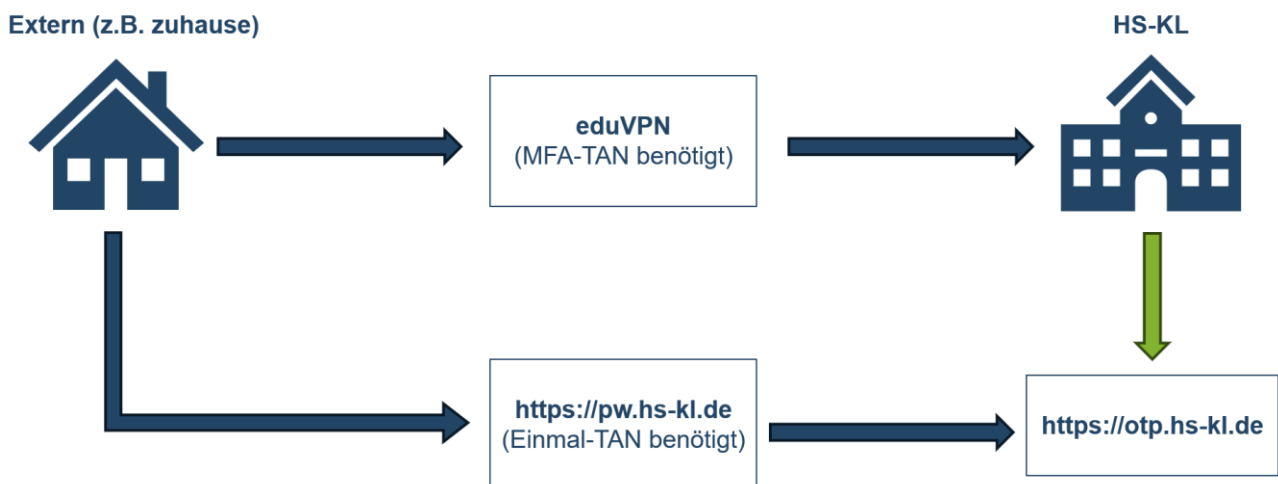 Extern (z.B. zuhause)
HS-KL
eduVPN
(MFA-TAN benötigt)
https://pw.hs-kl.de
(Einmal-TAN benötigt)
https://otp.hs-kl.de